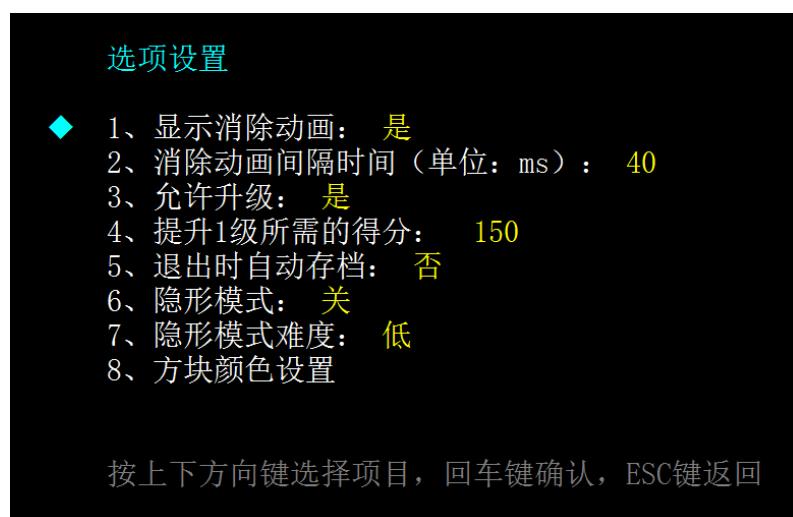 选项设置
◆ 1、显示消除动画： 是
2、消除动画间隔时间（单位：ms）： 40
3、允许升级： 是
4、提升1级所需的得分： 150
5、退出时自动存档： 否
6、隐形模式： 关
7、隐形模式难度： 低
8、方块颜色设置
按上下方向键选择项目，回车键确认，ESC键返回